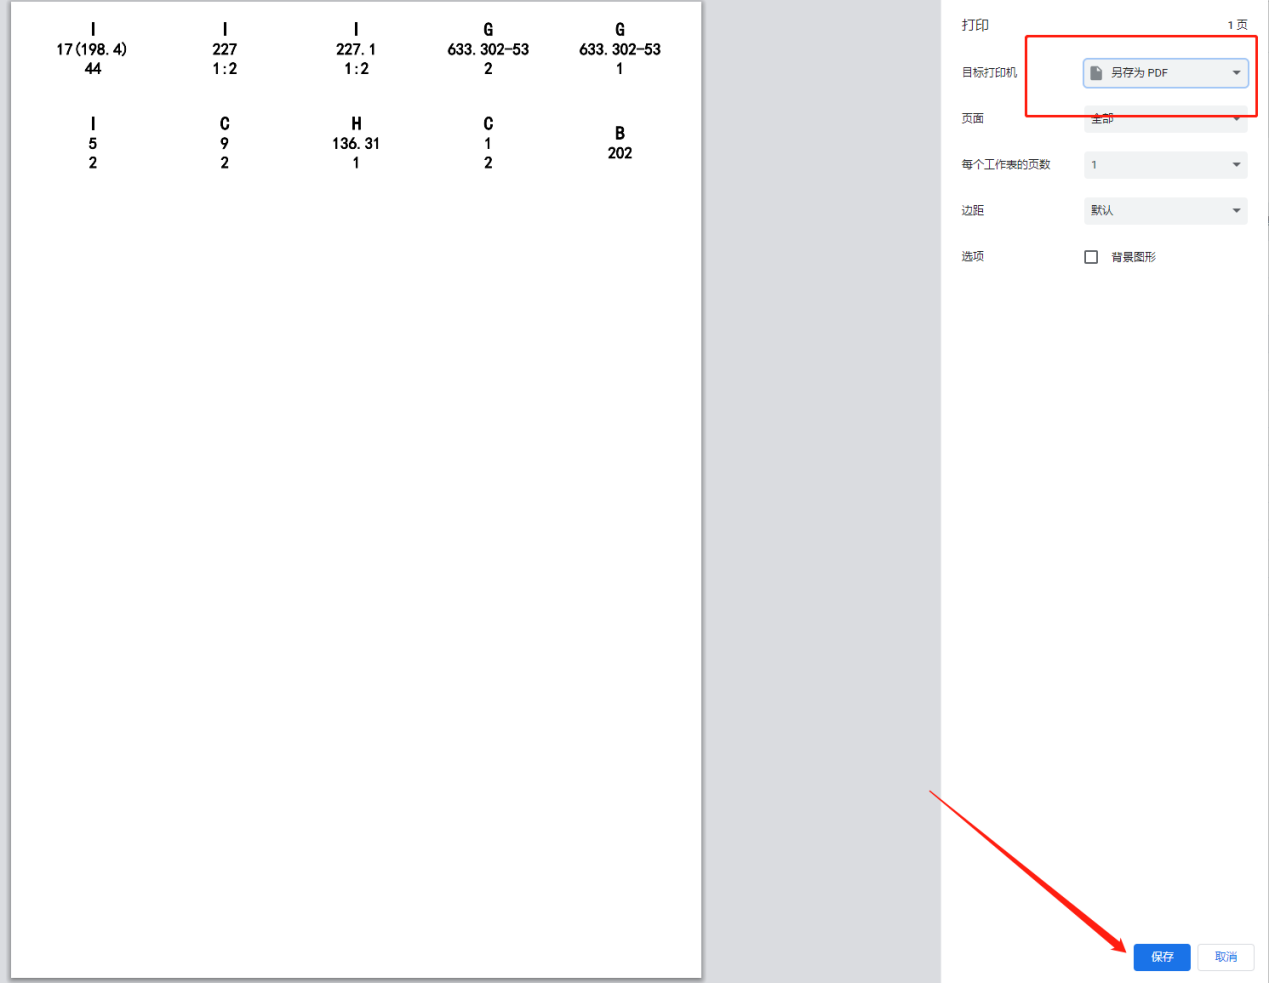 I I I G G
17(198.4) 227 227.1 633.302-53 633.302-53
44 1:2 1:2 2 1
I C H C B
5 9 136.31 1 202
2 2 1 2
打印 1 页
目标打印机 另存为 PDF
页面 全部
每个工作表的页数 1
边距 默认
选项 背景图形
保存 取消